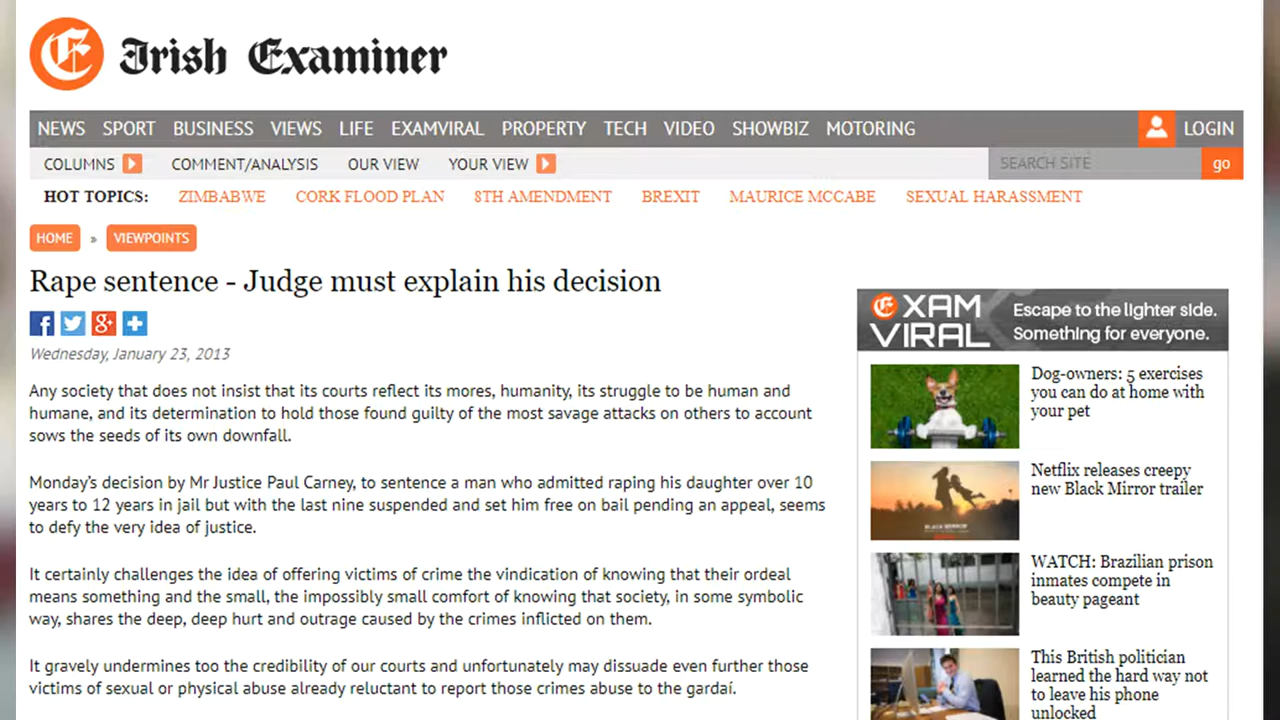 Irish Examiner
NEWS SPORT BUSINESS VIEWS LIFE EXAMVIRAL PROPERTY TECH VIDEO SHOWBIZ MOTORING LOGIN
COLUMNS COMMENT/ANALYSIS OUR VIEW YOUR VIEW SEARCH SITE go
HOT TOPICS: ZIMBABWE CORK FLOOD PLAN 8TH AMENDMENT BREXIT MAURICE MCCABE SEXUAL HARASSMENT
HOME » VIEWPOINTS
Rape sentence - Judge must explain his decision
Wednesday, January 23, 2013
Any society that does not insist that its courts reflect its mores, humanity, its struggle to be human and
humane, and its determination to hold those found guilty of the most savage attacks on others to account
sows the seeds of its own downfall.
Monday's decision by Mr Justice Paul Carney, to sentence a man who admitted raping his daughter over 10
years to 12 years in jail but with the last nine suspended and set him free on bail pending an appeal, seems
to defy the very idea of justice.
It certainly challenges the idea of offering victims of crime the vindication of knowing that their ordeal
means something and the small, the impossibly small comfort of knowing that society, in some symbolic
way, shares the deep, deep hurt and outrage caused by the crimes inflicted on them.
It gravely undermines too the credibility of our courts and unfortunately may dissuade even further those
victims of sexual or physical abuse already reluctant to report those crimes abuse to the gardaí.
EXAM
VIRAL
Escape to the lighter side.
Something for everyone.
Dog-owners: 5 exercises
you can do at home with
your pet
Netflix releases creepy
new Black Mirror trailer
BLACK MIRROR
WATCH: Brazilian prison
inmates compete in
beauty pageant
This British politician
learned the hard way not
to leave his phone
unlocked